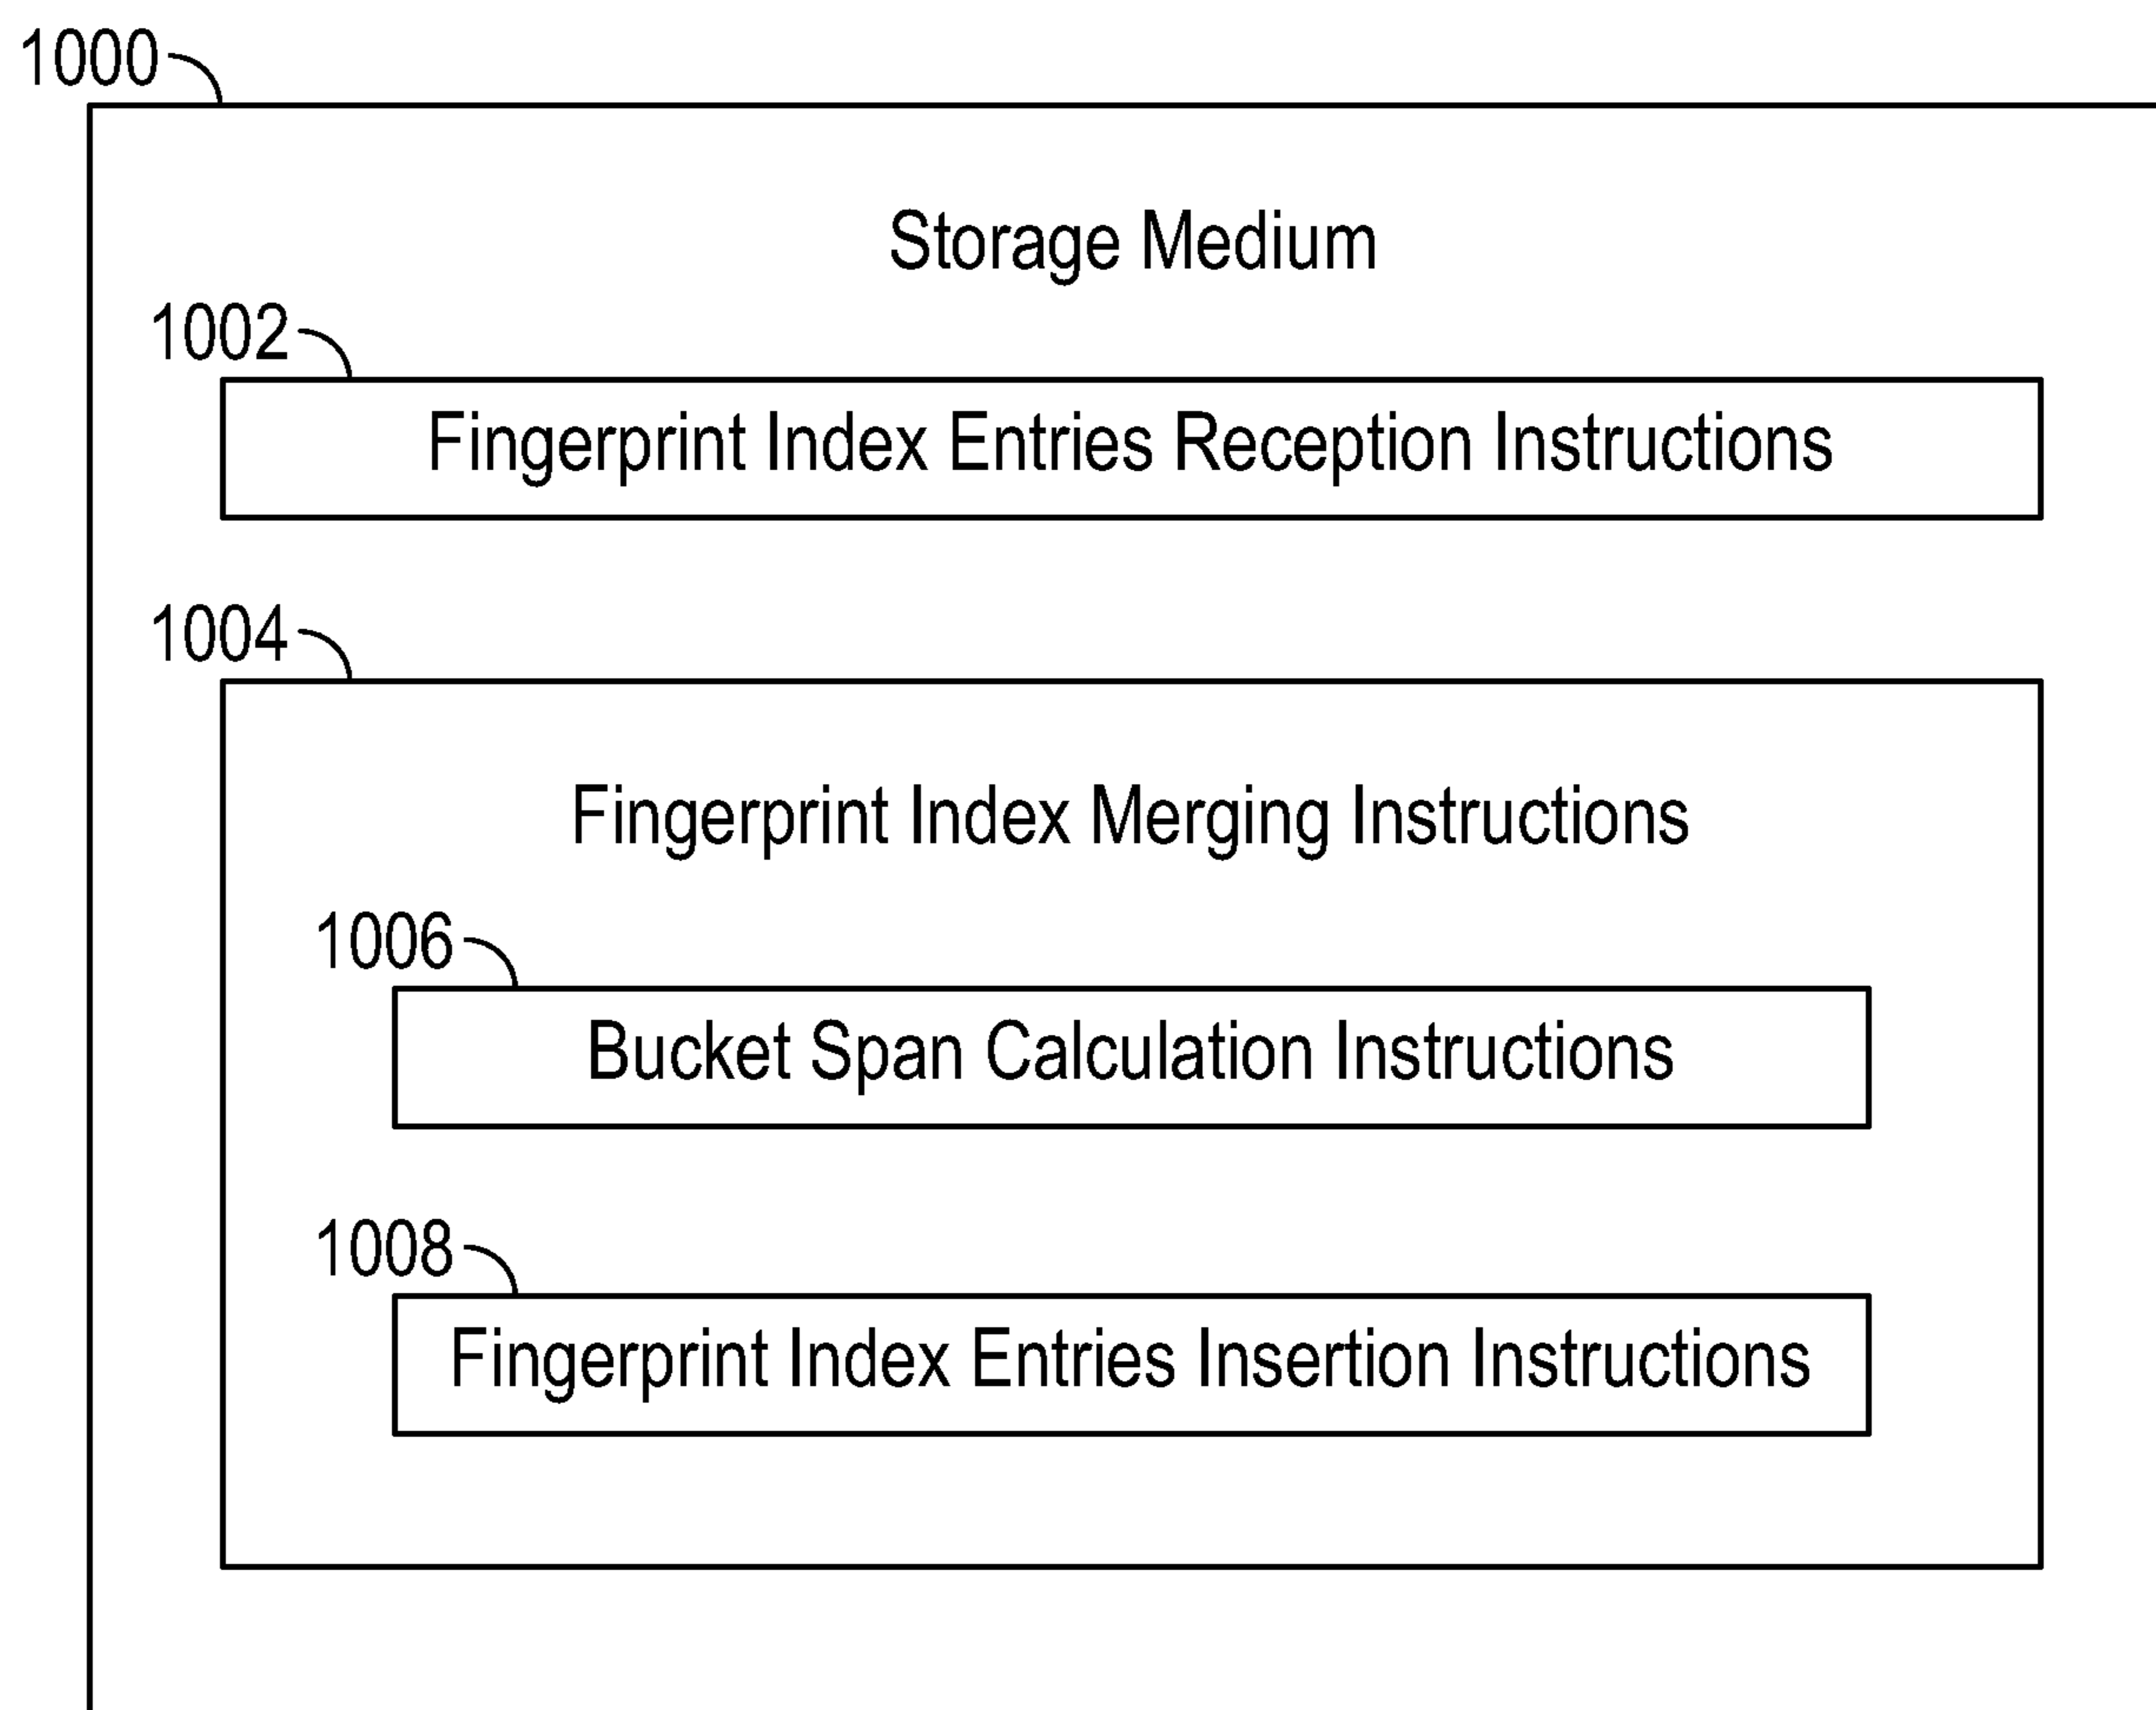 1000
Storage Medium
1002
Fingerprint Index Entries Reception Instructions
1004
Fingerprint Index Merging Instructions
1006
Bucket Span Calculation Instructions
1008
Fingerprint Index Entries Insertion Instructions